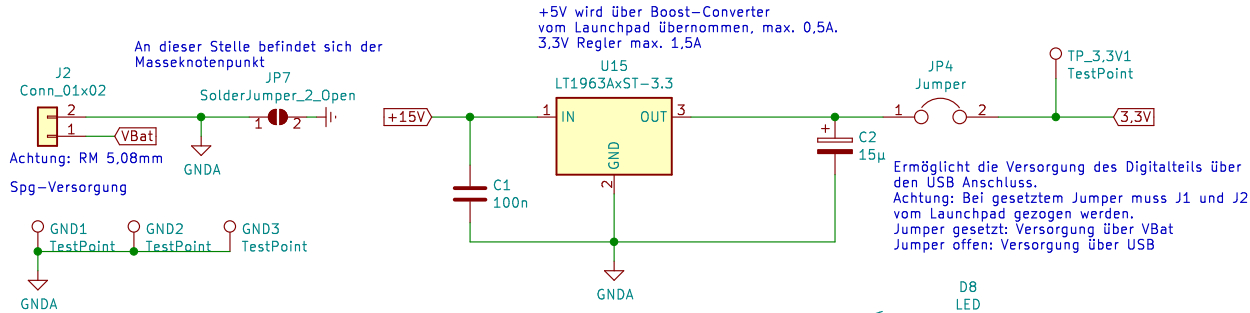 +5V wird über Boost-Converter
vom Launchpad übernommen, max. 0,5A.
3,3V Regler max. 1,5A
An dieser Stelle befindet sich der
Masseknotenpunkt
J2
Conn_01x02
2
1
VBat
Achtung: RM 5,08mm
Spg-Versorgung
JP7
SolderJumper_2_Open
1
2
GNDA
GND1
TestPoint
GND2
TestPoint
GND3
TestPoint
GNDA
U15
LT1963AxST-3.3
+15V
1
IN
OUT
3
GND
2
C1
100n
GNDA
+
C2
15µ
JP4
Jumper
1
2
TP_3,3V1
TestPoint
3,3V
Ermöglicht die Versorgung des Digitalteils über
den USB Anschluss.
Achtung: Bei gesetztem Jumper muss J1 und J2
vom Launchpad gezogen werden.
Jumper gesetzt: Versorgung über VBat
Jumper offen: Versorgung über USB
D8
LED